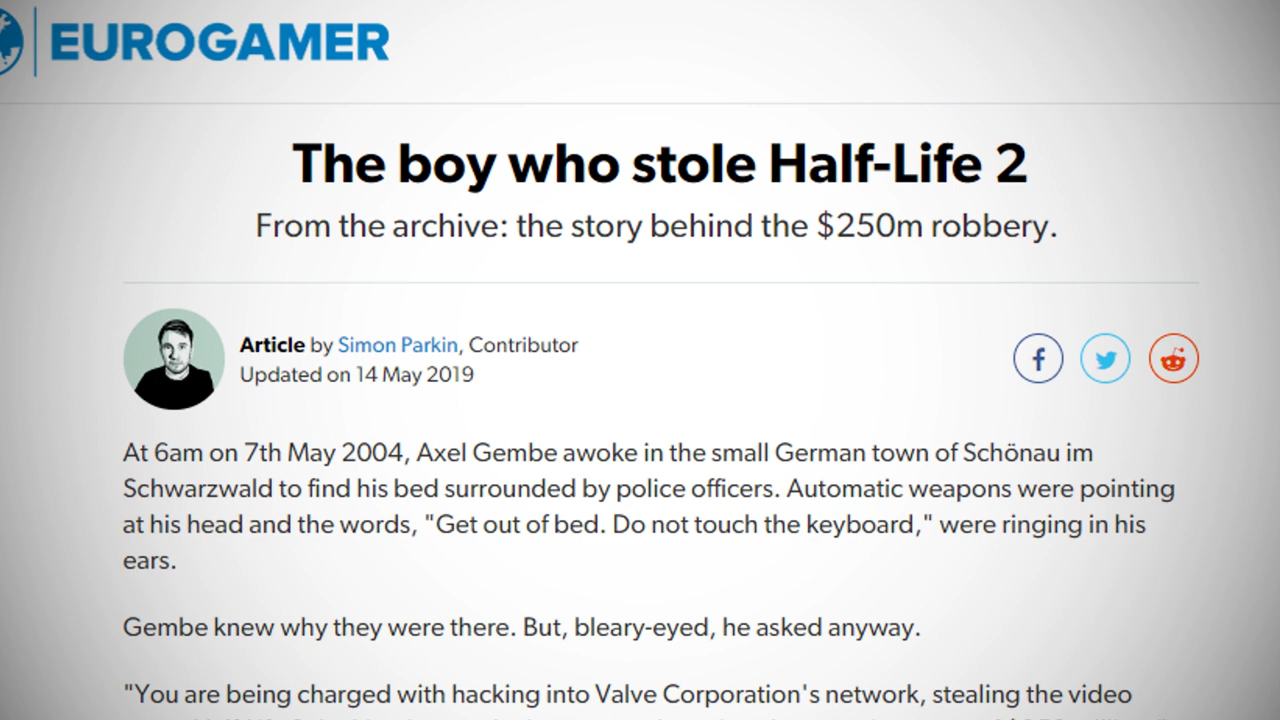 EUROGAMER
The boy who stole Half-Life 2
From the archive: the story behind the $250m robbery.
Article by Simon Parkin, Contributor
Updated on 14 May 2019
At 6am on 7th May 2004, Axel Gembe awoke in the small German town of Schönau im
Schwarzwald to find his bed surrounded by police officers. Automatic weapons were pointing
at his head and the words, "Get out of bed. Do not touch the keyboard," were ringing in his
ears.
Gembe knew why they were there. But, bleary-eyed, he asked anyway.
"You are being charged with hacking into Valve Corporation's network, stealing the video